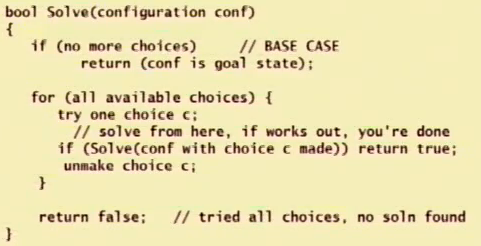 bool Solve(configuration conf)
{
if (no more choices) // BASE CASE
return (conf is goal state);
for (all available choices) {
try one choice c;
// solve from here, if works out, you're done
if (Solve(conf with choice c made)) return true;
unmake choice c;
}
return false; // tried all choices, no soln found
}